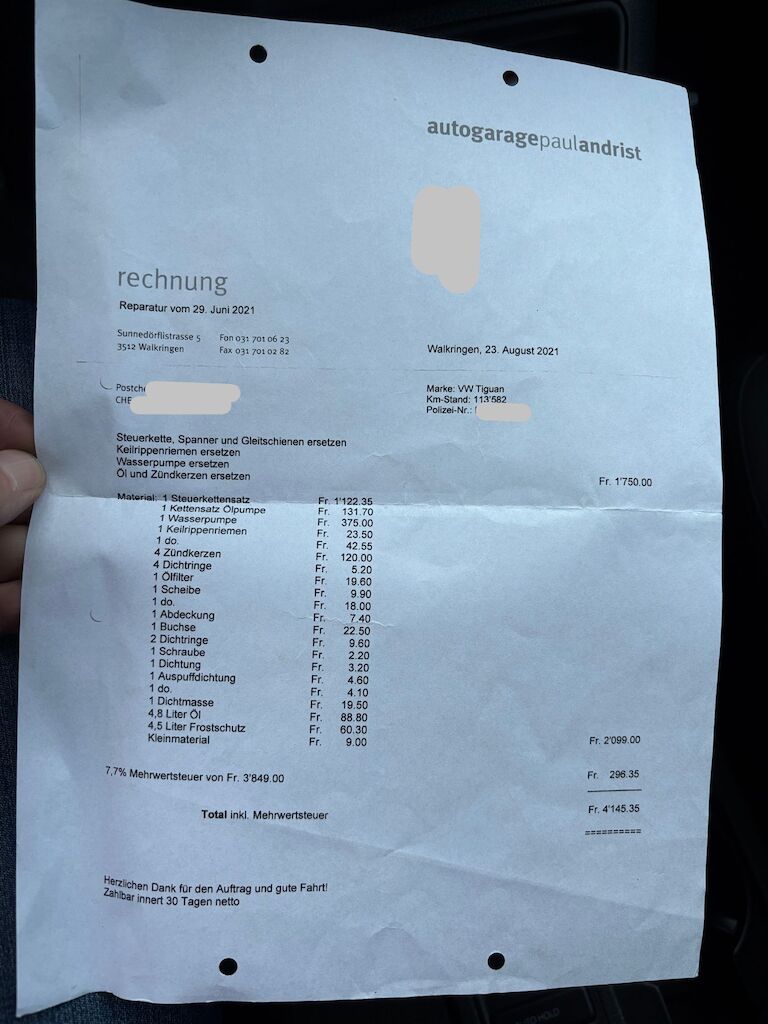 autogaragepaulandrist
rechnung
Reparatur vom 29. Juni 2021
Sunnedörflistrasse 5 Fon 031 701 06 23
3512 Walkringen Fax 031 701 02 82
Walkringen, 23. August 2021
Postche
CHE
Marke: VW Tiguan
Km-Stand: 113'582
Polizei-Nr.:
Steuerkette, Spanner und Gleitschienen ersetzen
Keilrippenriemen ersetzen
Wasserpumpe ersetzen
Öl und Zündkerzen ersetzen Fr. 1'750.00
Material: 1 Steuerkettensatz Fr. 1'122.35
1 Kettensatz Ölpumpe Fr. 131.70
1 Wasserpumpe Fr. 375.00
1 Keilrippenriemen Fr. 23.50
1 do. Fr. 42.55
4 Zündkerzen Fr. 120.00
4 Dichtringe Fr. 5.20
1 Ölfilter Fr. 19.60
1 Scheibe Fr. 9.90
1 do. Fr. 18.00
1 Abdeckung Fr. 7.40
1 Buchse Fr. 22.50
2 Dichtringe Fr. 9.60
1 Schraube Fr. 2.20
1 Dichtung Fr. 3.20
1 Auspuffdichtung Fr. 4.60
1 do. Fr. 4.10
1 Dichtmasse Fr. 19.50
4,8 Liter Öl Fr. 88.80
4,5 Liter Frostschutz Fr. 60.30
Kleinmaterial Fr. 9.00 Fr. 2'099.00
7,7% Mehrwertsteuer von Fr. 3'849.00 Fr. 296.35
Total inkl. Mehrwertsteuer Fr. 4'145.35
==========
Herzlichen Dank für den Auftrag und gute Fahrt!
Zahlbar innert 30 Tagen netto